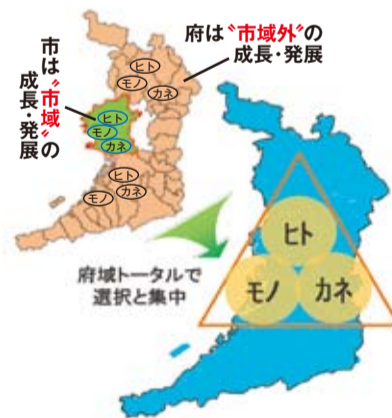 市は〝市域〟の
成長・発展
府は〝市域外〟の
成長・発展
ヒト
モノ
カネ
ヒト
モノ
カネ
ヒト
カネ
モノ
府域トータルで
選択と集中
ヒト
モノ
カネ